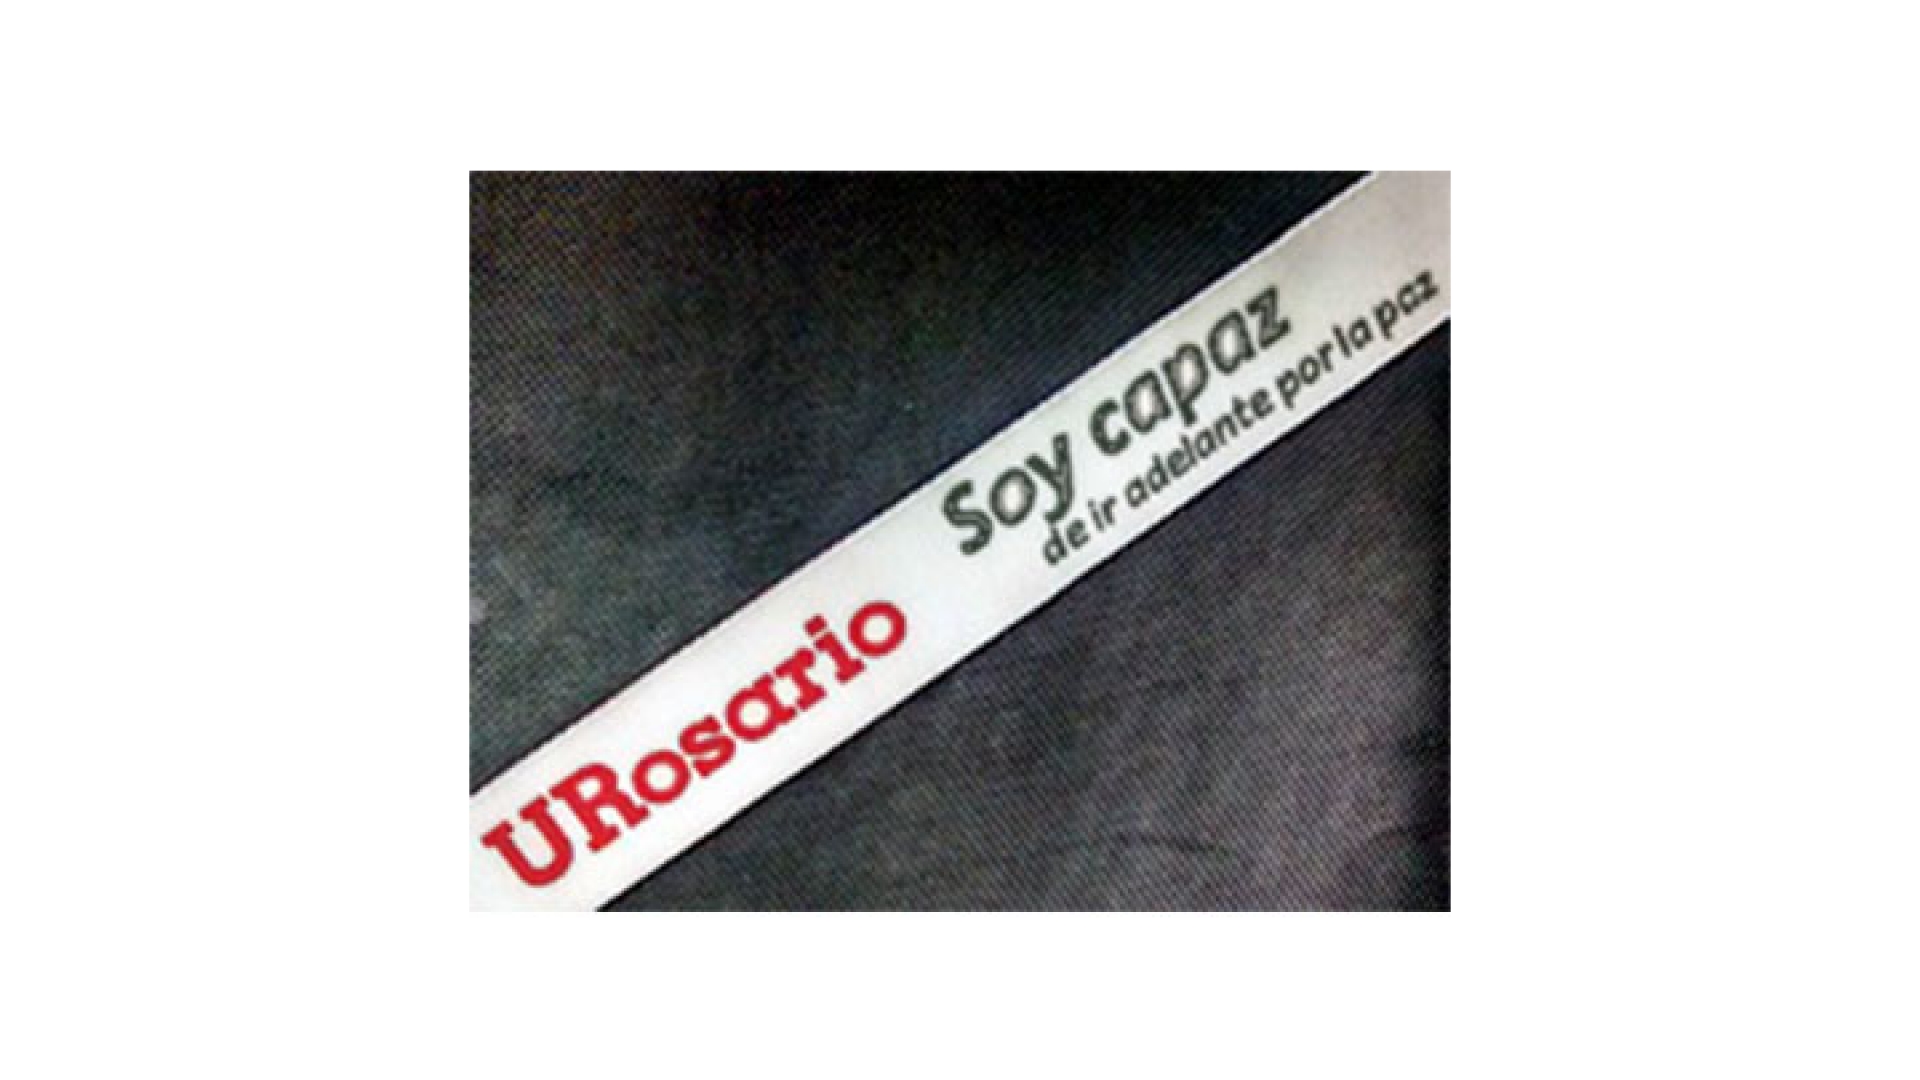 URosario
Soy capaz
de ir adelante por la paz